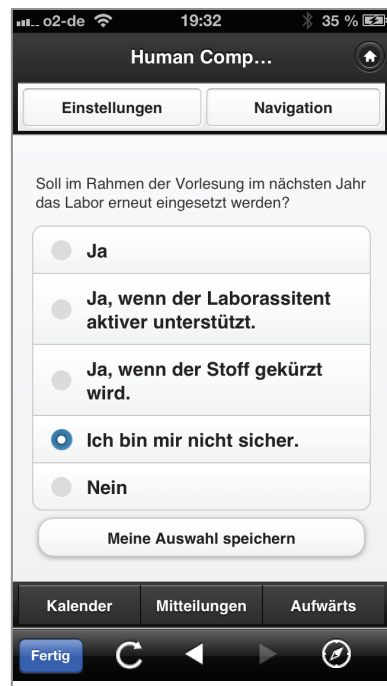 o2-de 19:32 35 %
Human Comp...
Einstellungen Navigation
Soll im Rahmen der Vorlesung im nächsten Jahr
das Labor erneut eingesetzt werden?
Ja
Ja, wenn der Laborassitent
aktiver unterstützt.
Ja, wenn der Stoff gekürzt
wird.
Ich bin mir nicht sicher.
Nein
Meine Auswahl speichern
Kalender Mitteilungen Aufwärts
Fertig